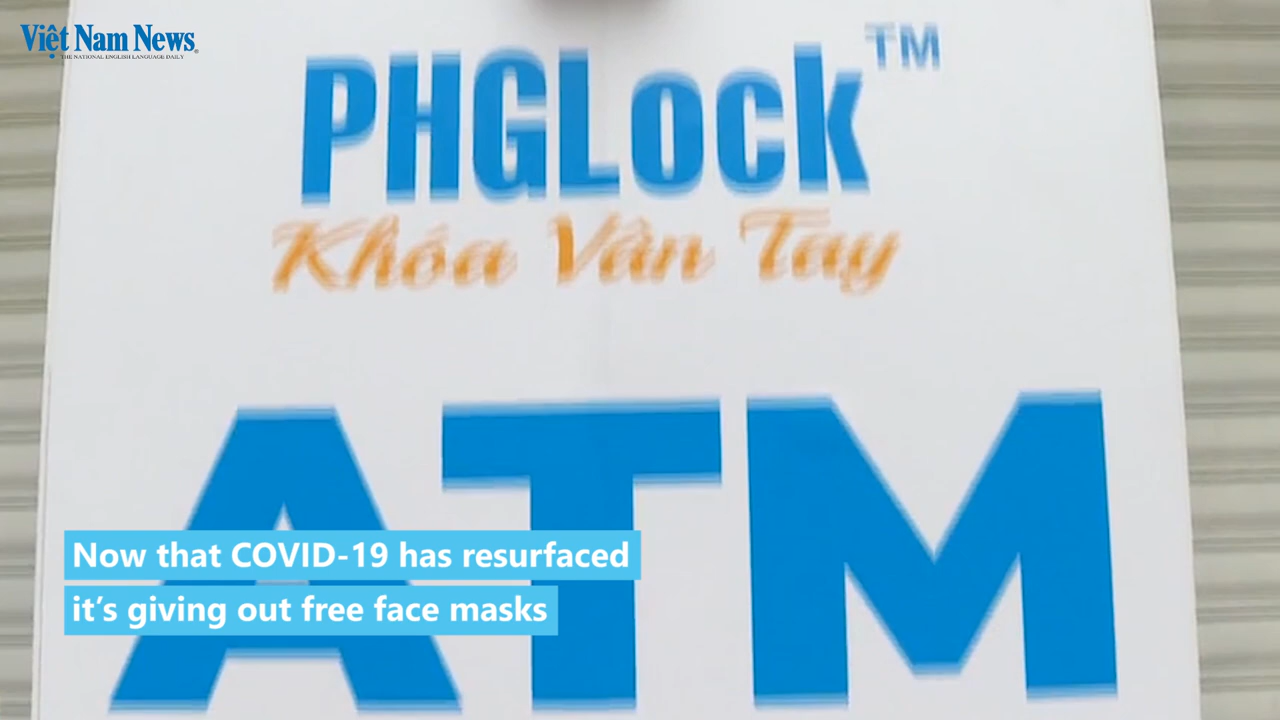 Việt Nam News
THE NATIONAL ENGLISH LANGUAGE DAILY
PHGLock™
Khóa Vân Tay
ATM
Now that COVID-19 has resurfaced
it's giving out free face masks